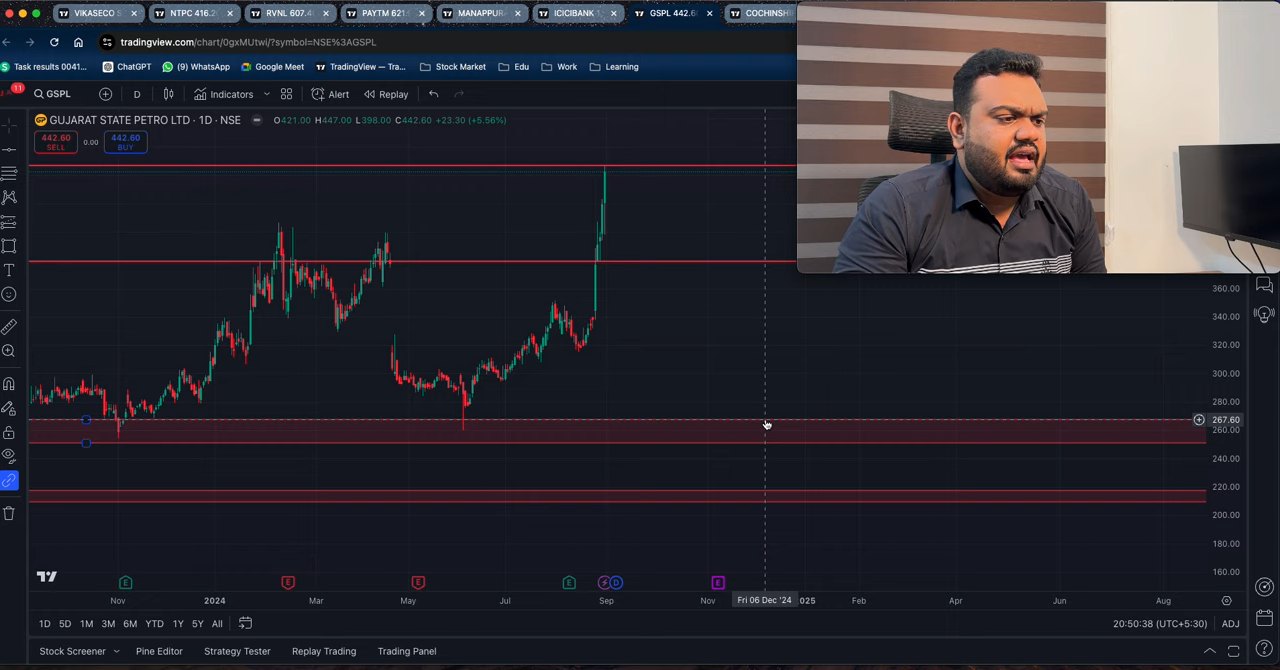 VIKASECO S
NTPC 416.2
RVNL 607.4
PAYTM 621.
MANAPPUR
ICICIBANK 1,
GSPL 442.6
COCHINSH
tradingview.com/chart/0gxMUtwi/?symbol=NSE%3AGSPL
Task results 0041...
ChatGPT
(9) WhatsApp
Google Meet
TradingView — Tra...
Stock Market
Edu
Work
Learning
11
GSPL
D
Indicators
Alert
Replay
GUJARAT STATE PETRO LTD · 1D · NSE
O421.00 H447.00 L398.00 C442.60 +23.30 (+5.56%)
442.60
SELL
0.00
442.60
BUY
360.00
340.00
320.00
300.00
280.00
267.60
260.00
240.00
220.00
200.00
180.00
160.00
E
E
E
E
D
E
Nov
2024
Mar
May
Jul
Sep
Nov
Fri 06 Dec '24
025
Feb
Apr
Jun
Aug
1D 5D 1M 3M 6M YTD 1Y 5Y All
20:50:38 (UTC+5:30)
ADJ
Stock Screener
Pine Editor
Strategy Tester
Replay Trading
Trading Panel